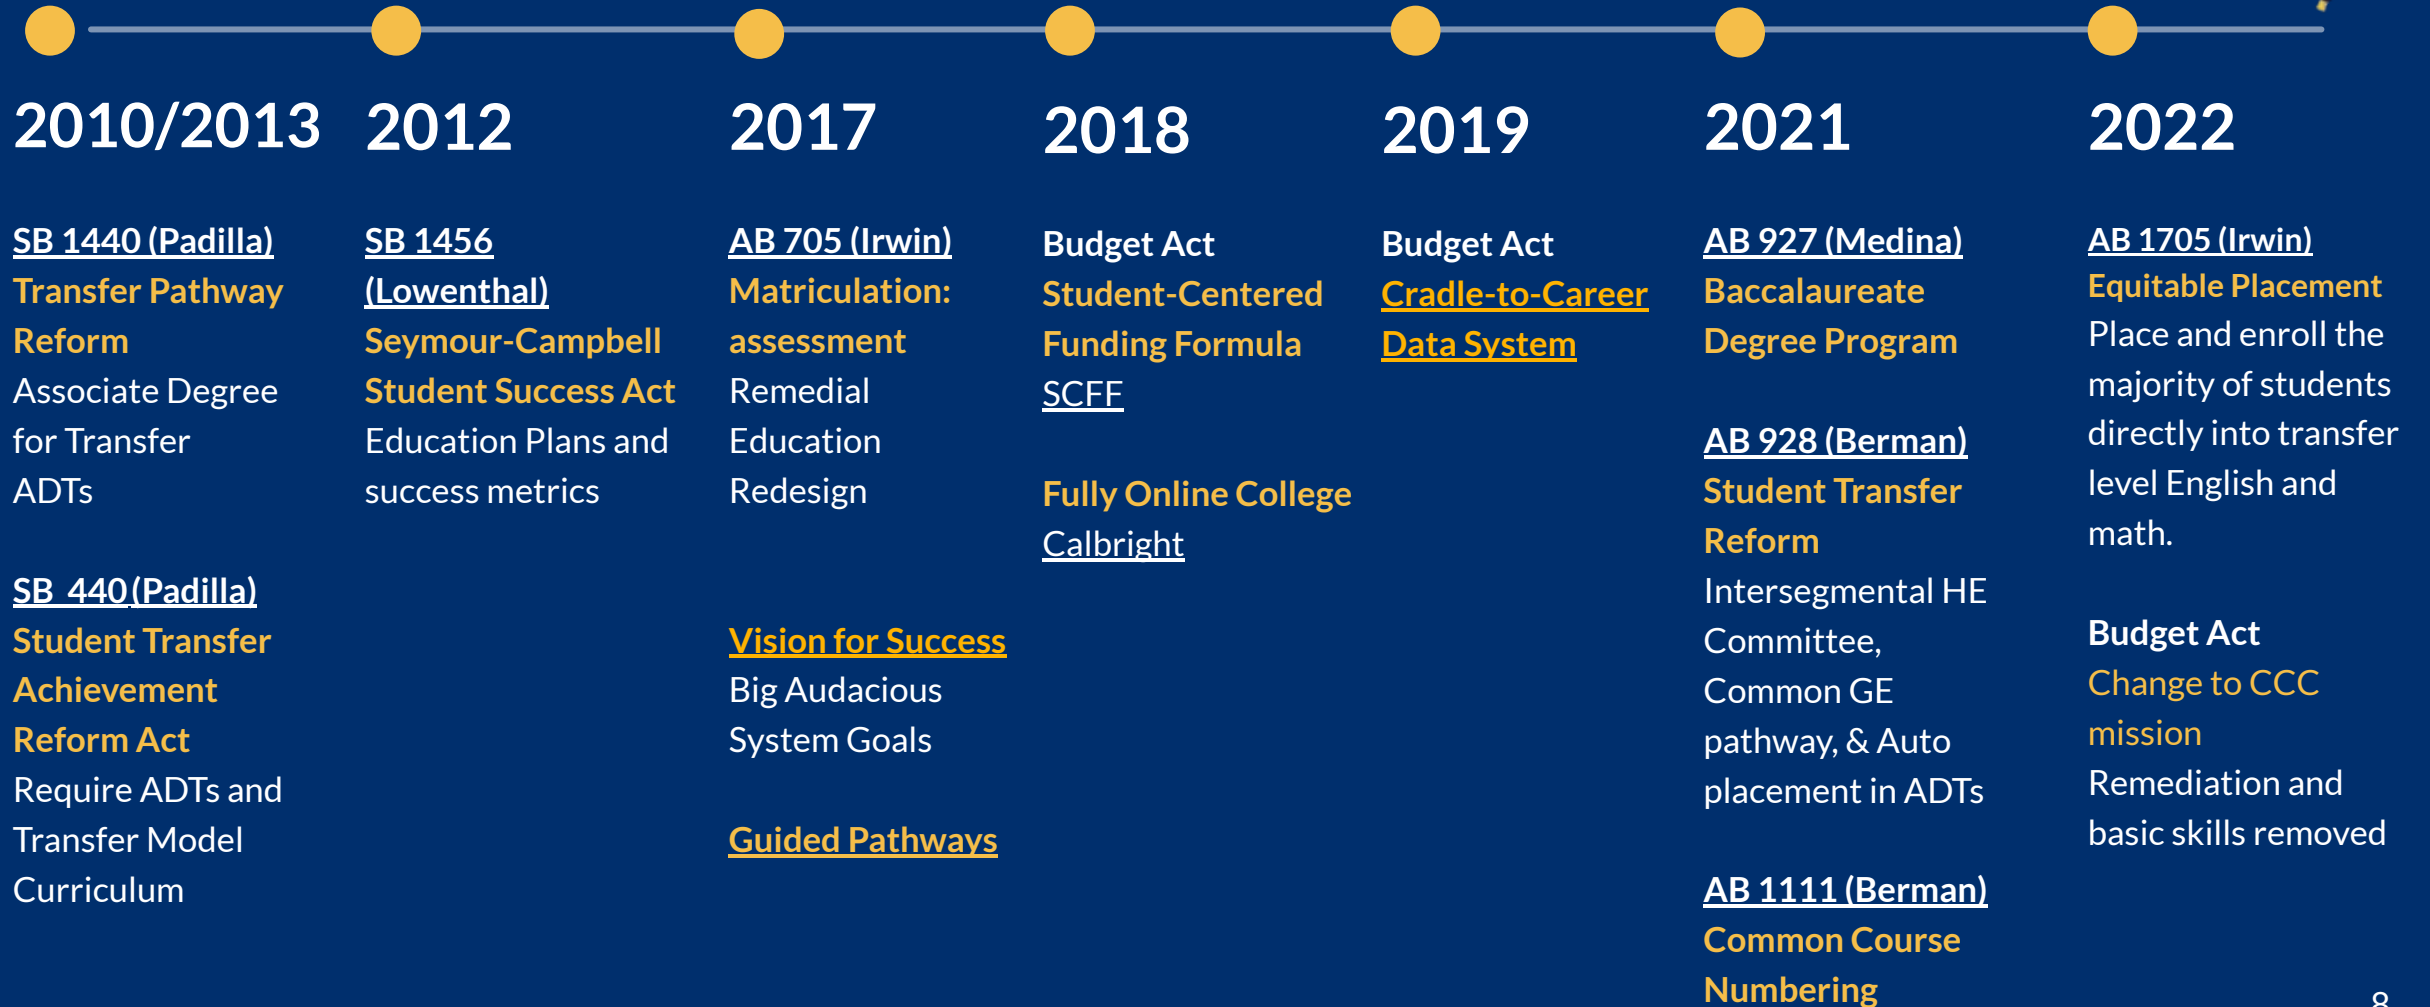 2010/2013
SB 1440 (Padilla)
Transfer Pathway
Reform
Associate Degree
for Transfer
ADTs
SB  440 (Padilla)
Student Transfer
Achievement
Reform Act
Require ADTs and
Transfer Model
Curriculum
2012
SB 1456
(Lowenthal)
Seymour-Campbell
Student Success Act
Education Plans and
success metrics
2017
AB 705 (Irwin)
Matriculation:
assessment
Remedial
Education
Redesign
Vision for Success
Big Audacious
System Goals
Guided Pathways
2018
Budget Act
Student-Centered
Funding Formula
SCFF
Fully Online College
Calbright
2019
Budget Act
Cradle-to-Career
Data System
2021
AB 927 (Medina)
Baccalaureate
Degree Program
AB 928 (Berman)
Student Transfer
Reform
Intersegmental HE
Committee,
Common GE
pathway, & Auto
placement in ADTs
AB 1111 (Berman)
Common Course
Numbering
2022
AB 1705 (Irwin)
Equitable Placement
Place and enroll the
majority of students
directly into transfer
level English and
math.
Budget Act
Change to CCC
mission
Remediation and
basic skills removed
8